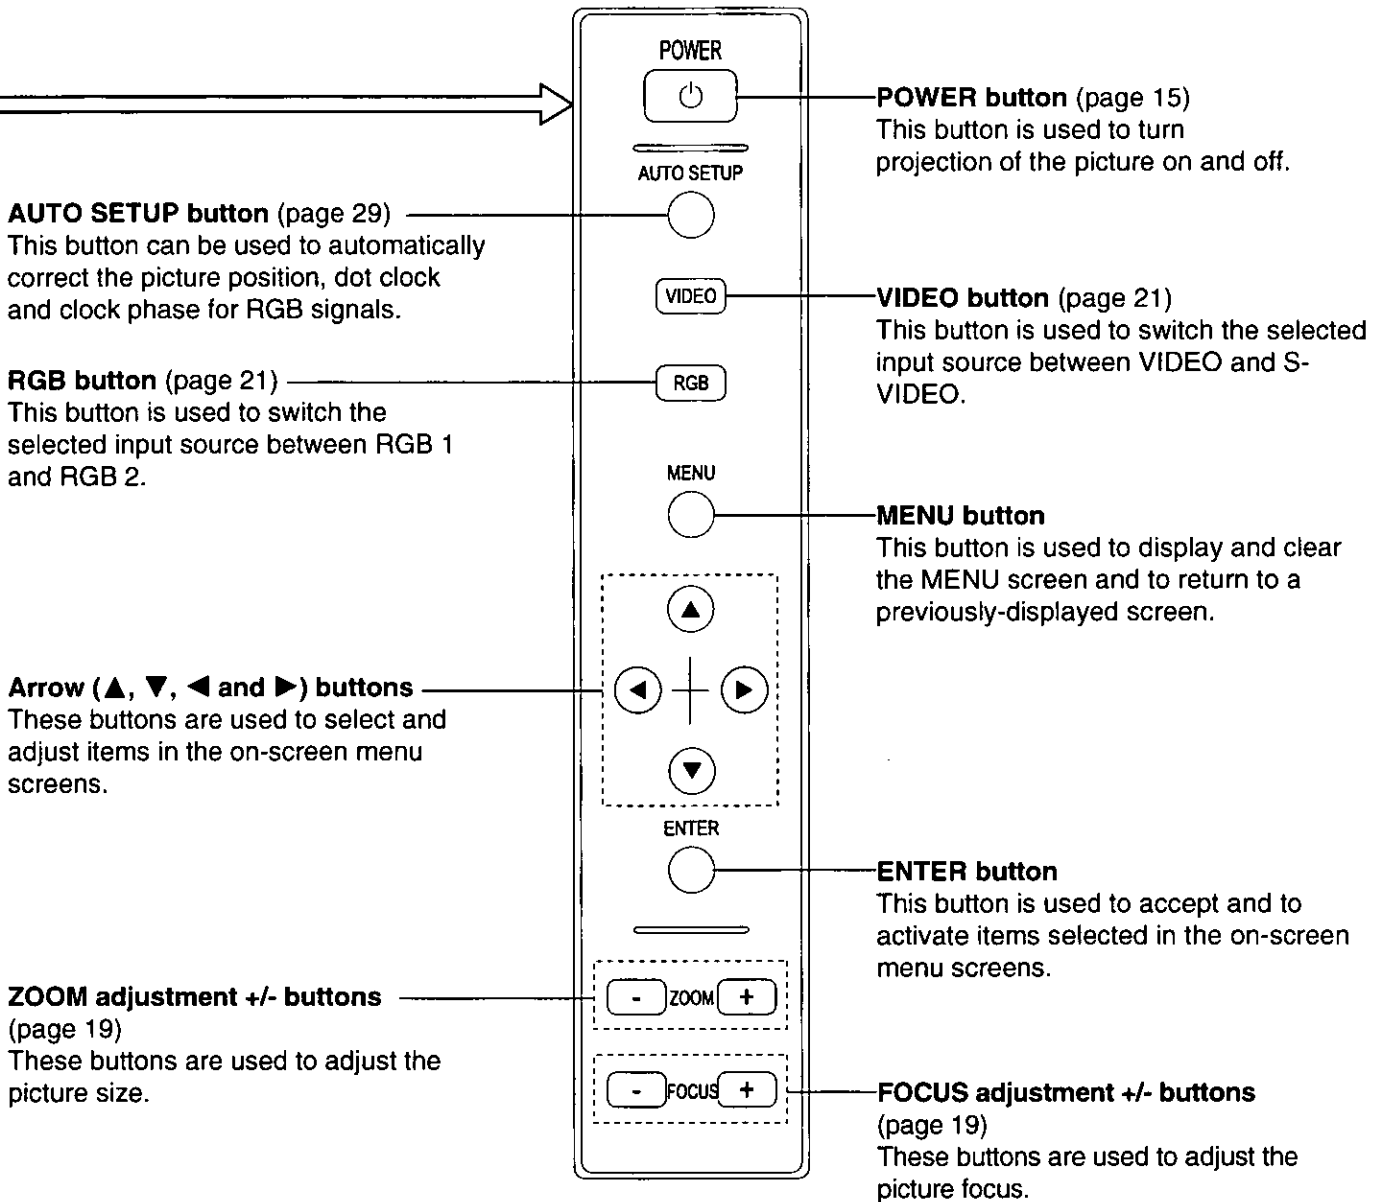 POWER
POWER button (page 15)
This button is used to turn
projection of the picture on and off.
AUTO SETUP
AUTO SETUP button (page 29)
This button can be used to automatically
correct the picture position, dot clock
and clock phase for RGB signals.
VIDEO
VIDEO button (page 21)
This button is used to switch the selected
input source between VIDEO and S-
VIDEO.
RGB button (page 21)
This button is used to switch the
selected input source between RGB 1
and RGB 2.
RGB
MENU
MENU button
This button is used to display and clear
the MENU screen and to return to a
previously-displayed screen.
Arrow (▲, ▼, ◀ and ▶) buttons
These buttons are used to select and
adjust items in the on-screen menu
screens.
ENTER
ENTER button
This button is used to accept and to
activate items selected in the on-screen
menu screens.
ZOOM adjustment +/- buttons
(page 19)
These buttons are used to adjust the
picture size.
- ZOOM +
- FOCUS +
FOCUS adjustment +/- buttons
(page 19)
These buttons are used to adjust the
picture focus.